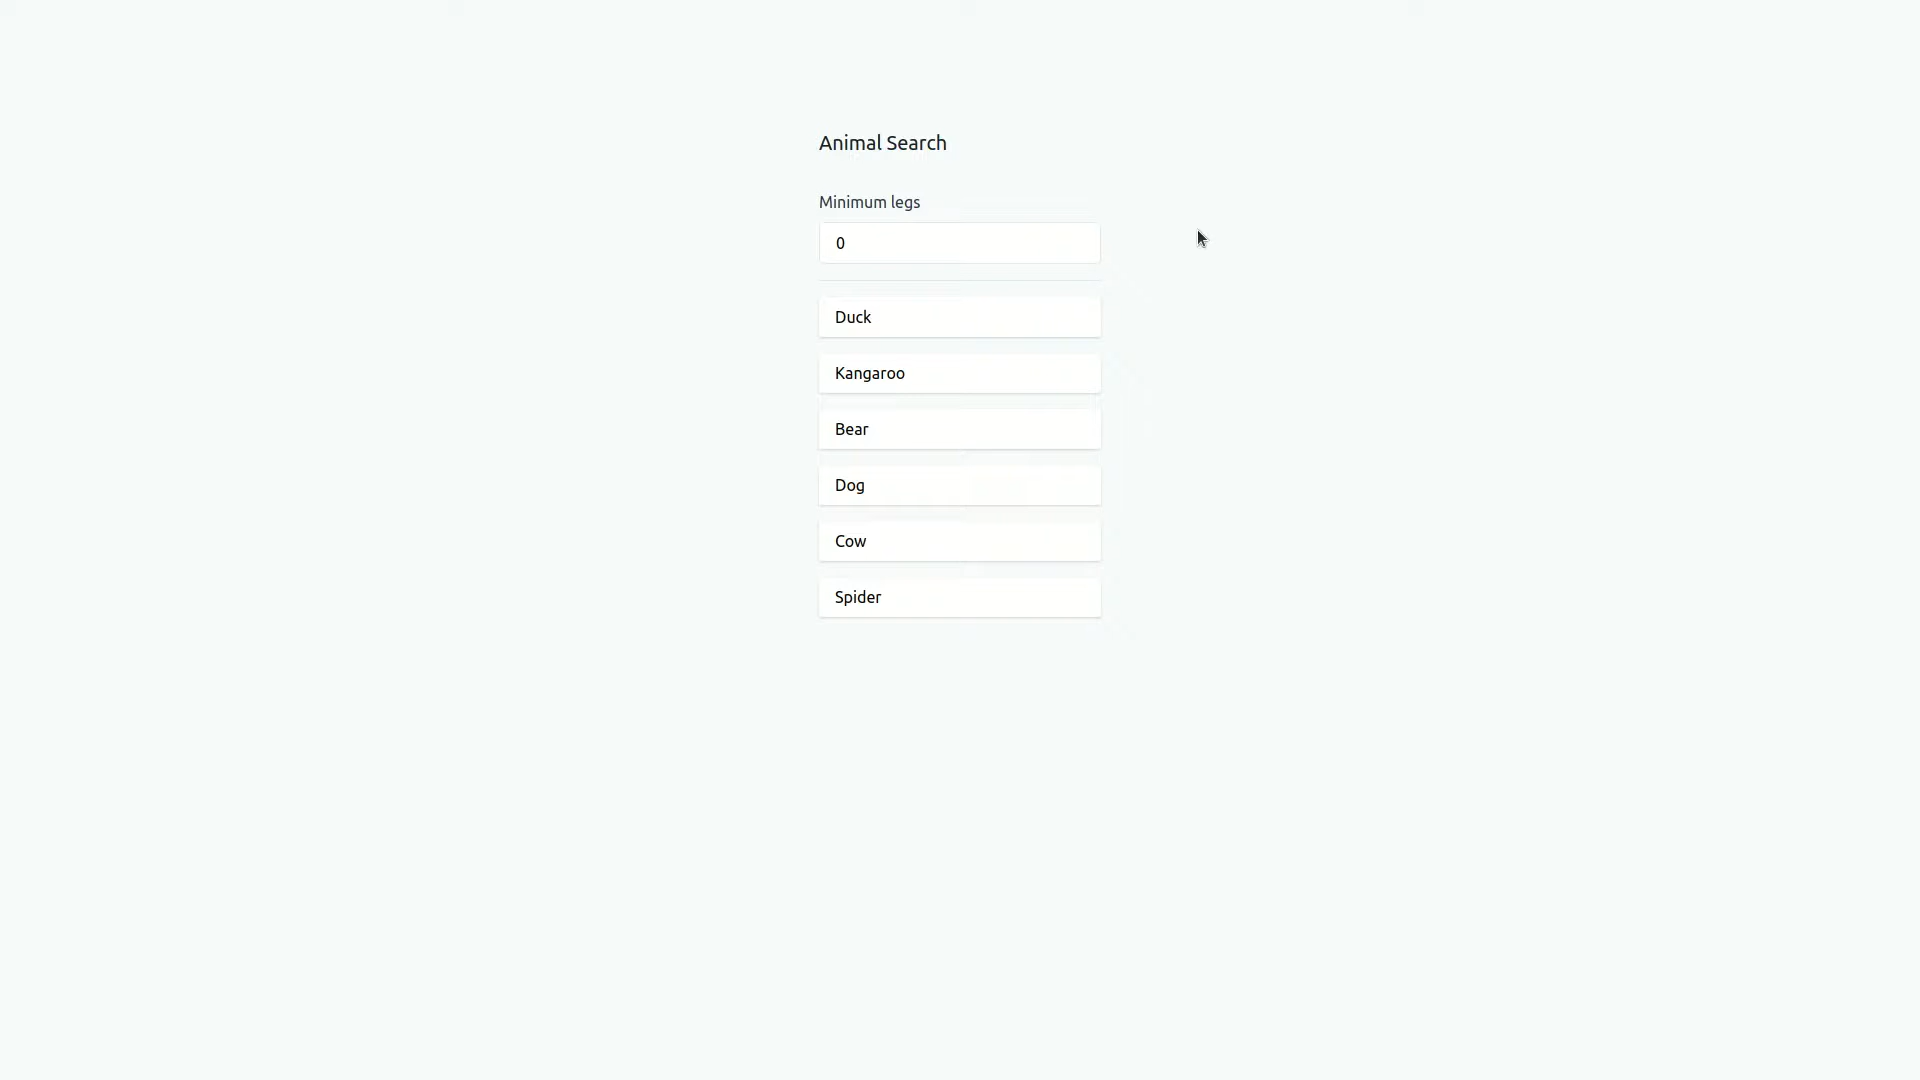 Animal Search
Minimum legs
0
Duck
Kangaroo
Bear
Dog
Cow
Spider